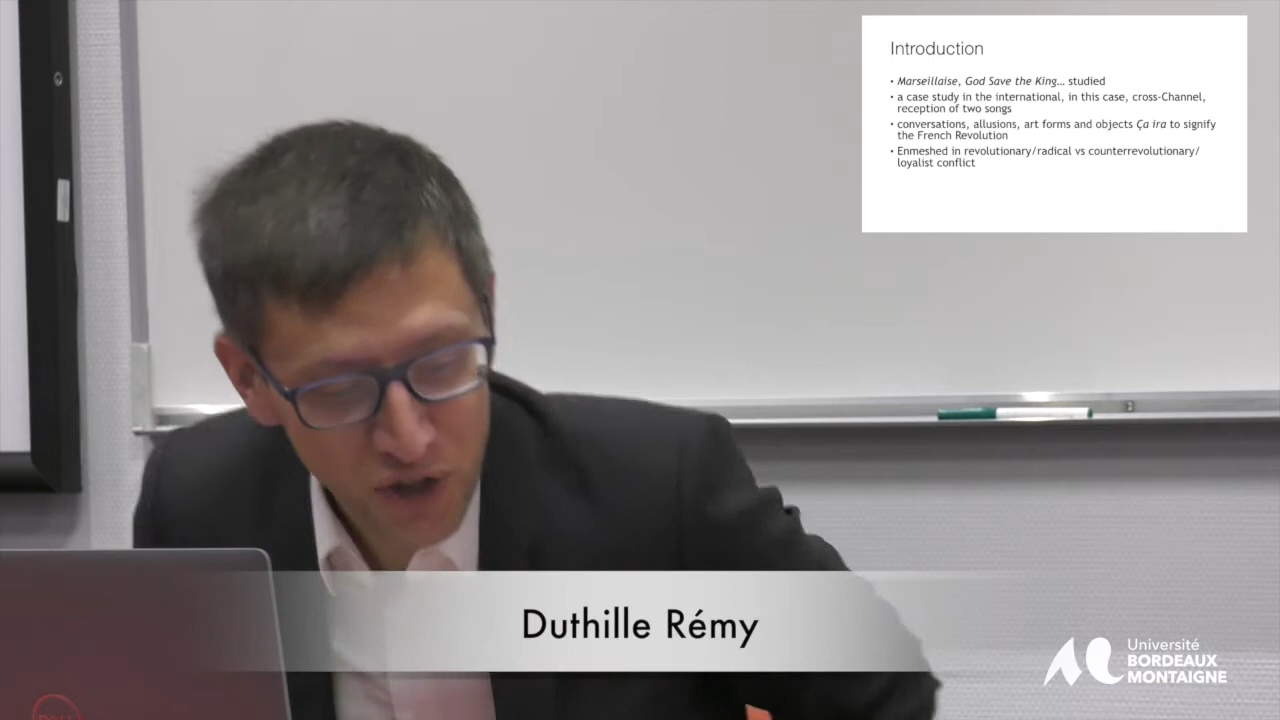 Introduction
• Marseillaise, God Save the King… studied
• a case study in the international, in this case, cross-Channel,
reception of two songs
• conversations, allusions, art forms and objects Ça ira to signify
the French Revolution
• Enmeshed in revolutionary/radical vs counterrevolutionary/
loyalist conflict
Duthille Rémy
Université
BORDEAUX
MONTAIGNE